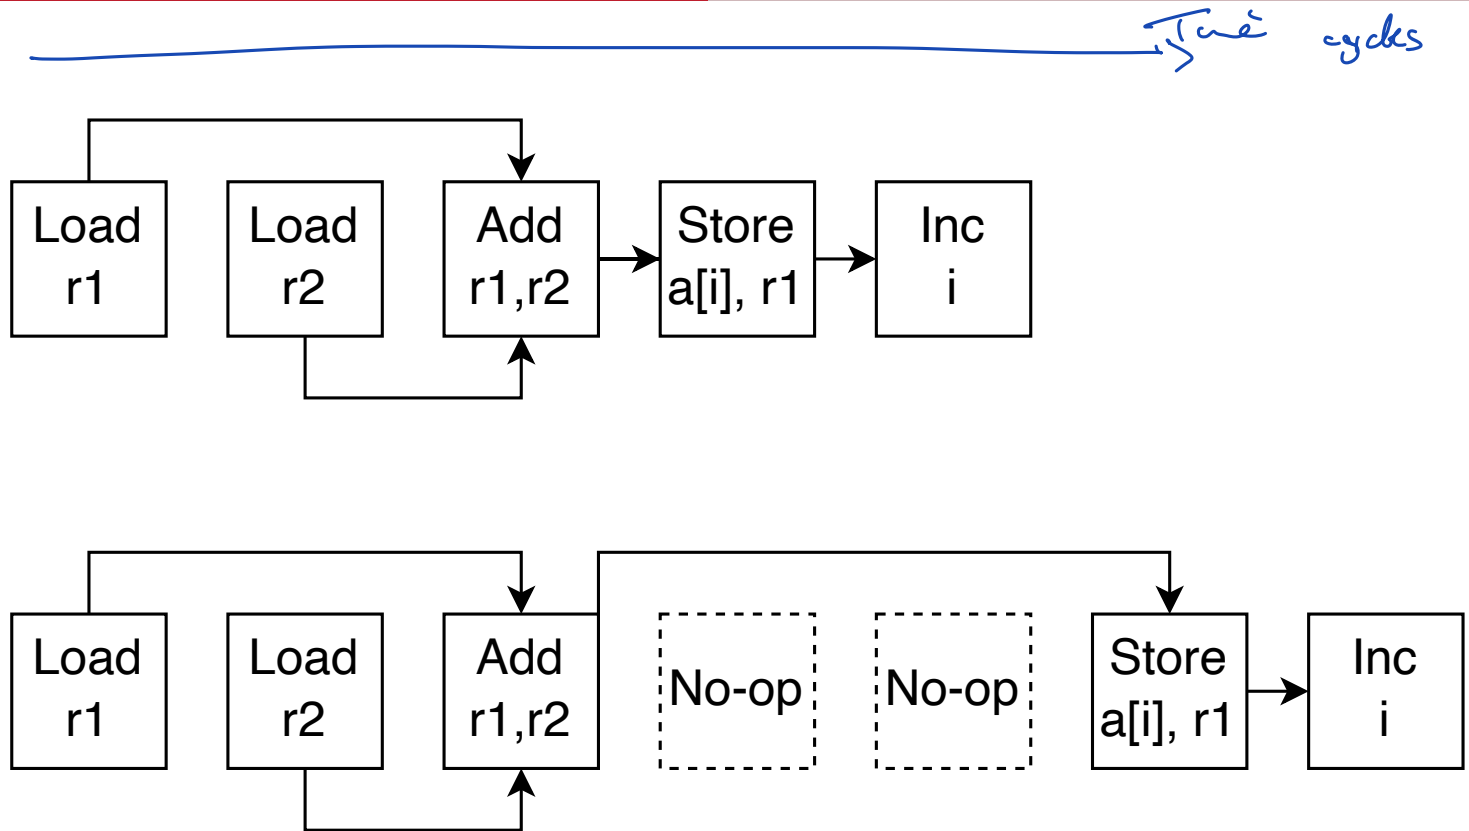 Time cycles
Load r1
Load r2
Add r1,r2
Store a[i], r1
Inc i
Load r1
Load r2
Add r1,r2
No-op
No-op
Store a[i], r1
Inc i